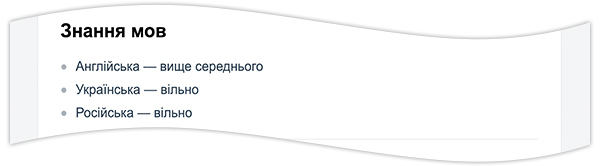 Знання мов
Англійська — вище середнього
Українська — вільно
Російська — вільно